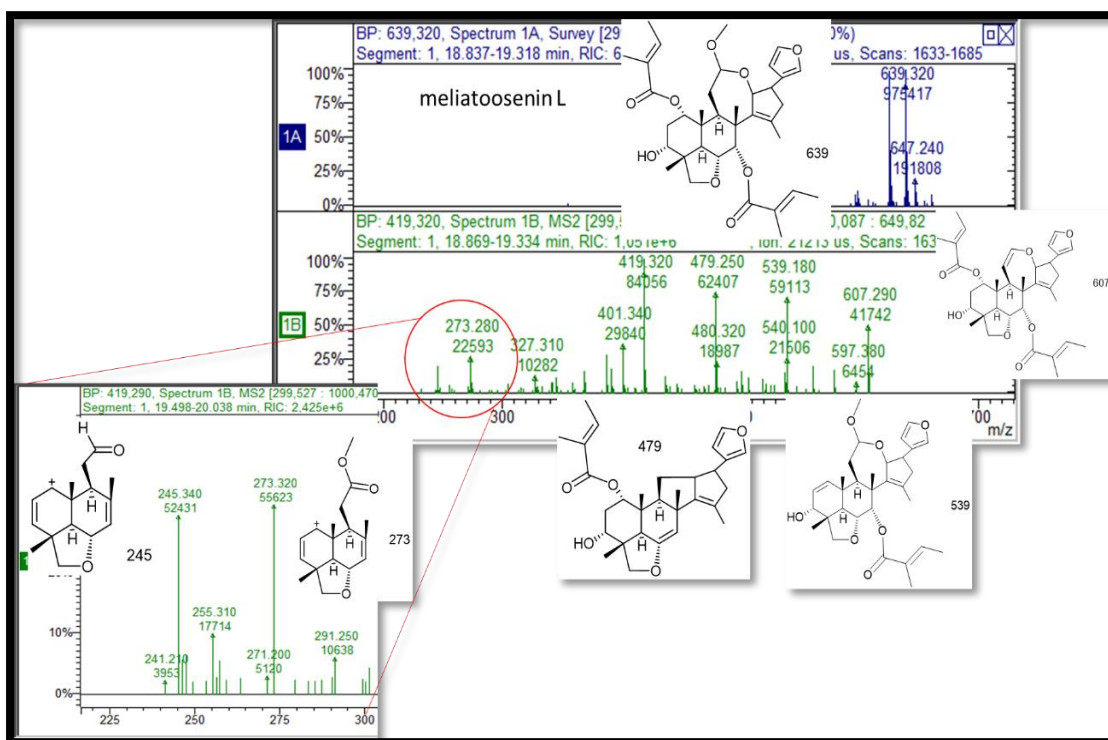 BP: 639,320, Spectrum 1A, Survey [29
0%)
Segment: 1, 18.837-19.318 min, RIC: 6
us, Scans: 1633-1685
100%
75%
50%
25%
0%
1A
meliatoosenin L
639.320
975417
647.240
191808
O
O
O
O
O
H
H
HO
O
O
O
639
BP: 419,320, Spectrum 1B, MS2 [299,
0,087 : 649,82
Segment: 1, 18.869-19.334 min, RIC: 1,051e+6
Ion: 21213 us, Scans: 163
100%
75%
50%
25%
1B
273.280
22593
327.310
10282
401.340
29840
419.320
84056
479.250
62407
480.320
18987
539.180
59113
540.100
21506
597.380
6454
607.290
41742
300
m/z
O
O
O
O
H
H
HO
O
O
O
607
479
O
O
O
H
HO
O
O
O
O
H
H
HO
O
O
O
539
BP: 419,290, Spectrum 1B, MS2 [299,527 : 1000,470
Segment: 1, 19.498-20.038 min, RIC: 2,425e+6
H
O
+
H
H
O
245
O
O
+
H
H
O
273
245.340
52431
273.320
55623
255.310
17714
241.210
3953
271.200
5120
291.250
10638
10%
0%
225
250
275
300